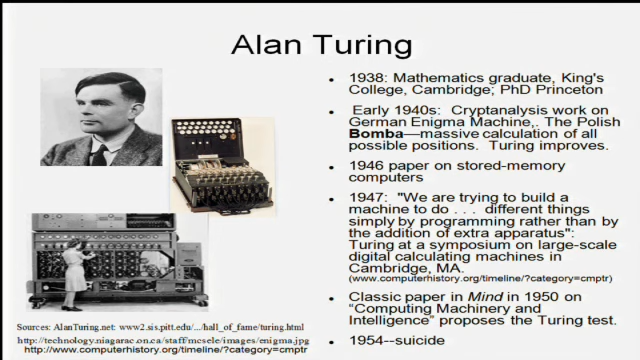 Alan Turing
• 1938: Mathematics graduate, King's
College, Cambridge; PhD Princeton
• Early 1940s: Cryptanalysis work on
German Enigma Machine,. The Polish
Bomba—massive calculation of all
possible positions. Turing improves.
• 1946 paper on stored-memory
computers
• 1947: "We are trying to build a
machine to do . . . different things
simply by programming rather than by
the addition of extra apparatus":
Turing at a symposium on large-scale
digital calculating machines in
Cambridge, MA.
(www.computerhistory.org/timeline/?category=cmptr)
• Classic paper in Mind in 1950 on
"Computing Machinery and
Intelligence" proposes the Turing test.
• 1954--suicide
Sources: AlanTuring.net: www2.sis.pitt.edu/.../hall_of_fame/turing.html
http://technology.niagarac.on.ca/staff/mcsele/images/enigma.jpg
http://www.computerhistory.org/timeline/?category=cmptr